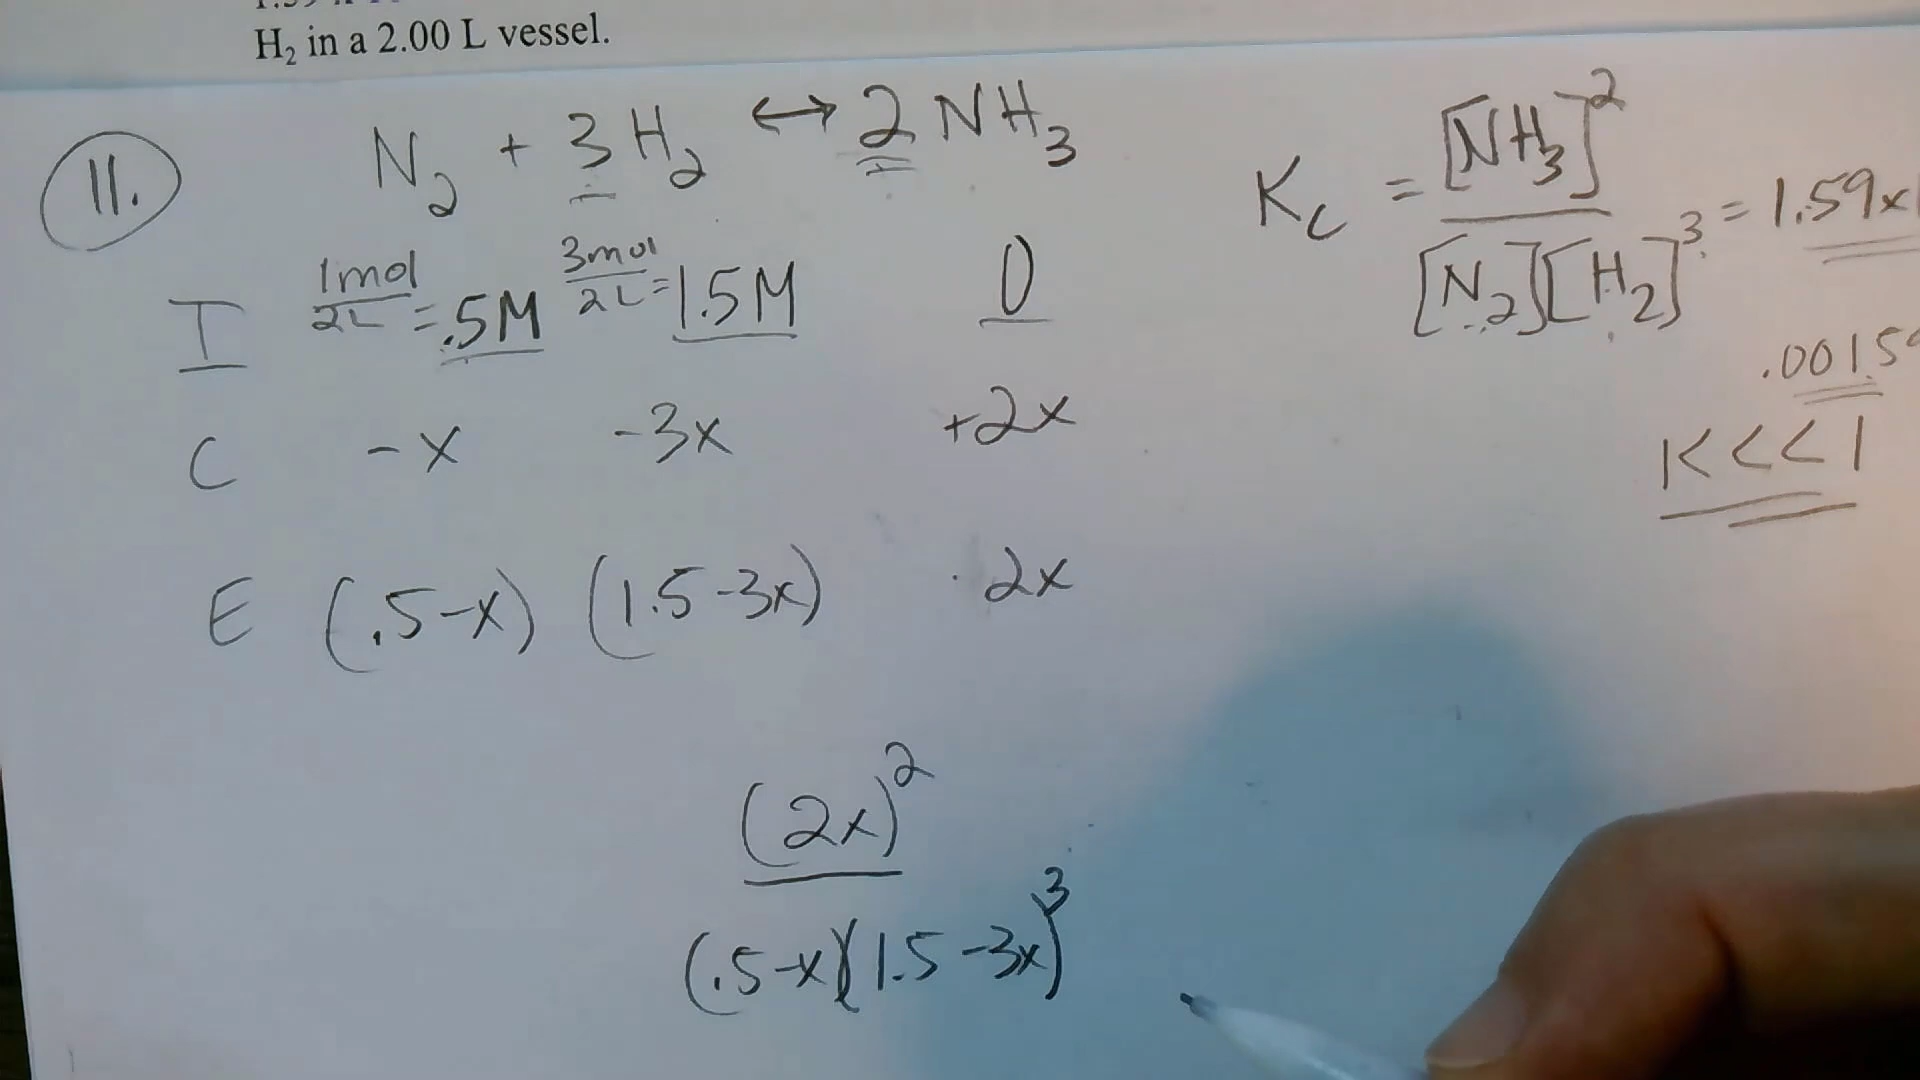 H₂ in a 2.00 L vessel.
11. N₂ + 3 H₂ ↔ 2 NH₃
Kc = [NH₃]² / [N₂][H₂]³ = 1.59x
I 1mol/2L = .5M 3mol/2L = 1.5M 0
.0015
C -x -3x +2x
K<<<1
E (.5-x) (1.5-3x) 2x
(2x)²
(.5-x)(1.5-3x)³